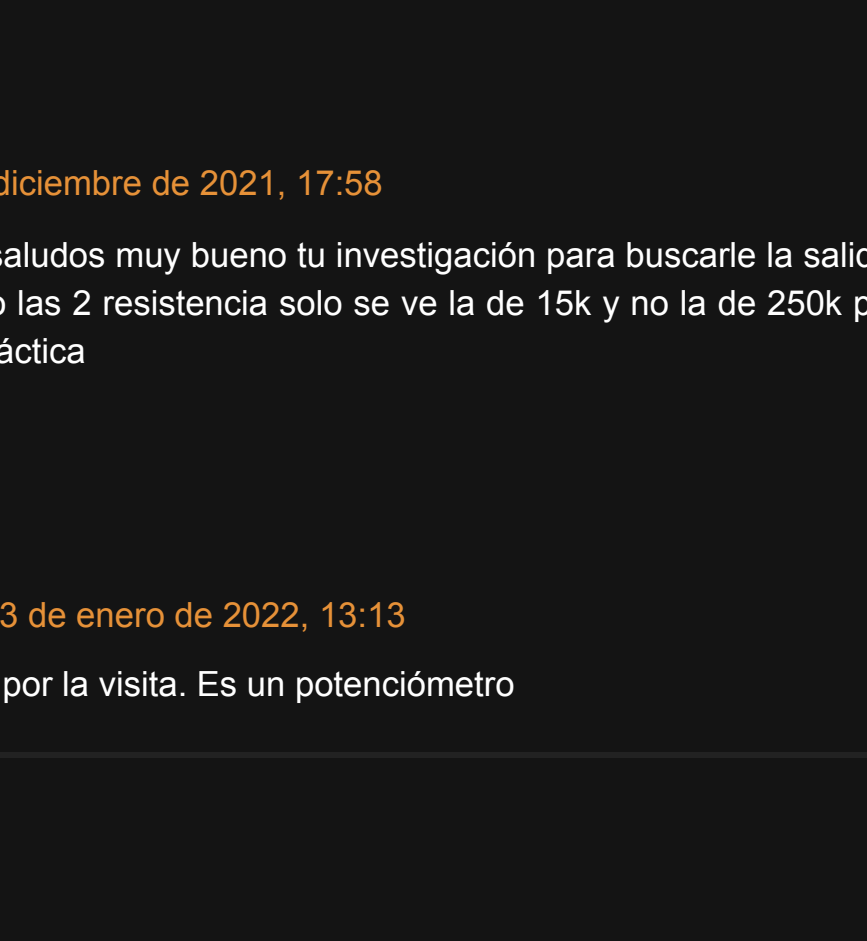 diciembre de 2021, 17:58
saludos muy bueno tu investigación para buscarle la
las 2 resistencia solo se ve la de 15k y no la de 250k
3 de enero de 2022, 13:13
por la visita. Es un potenciómetro